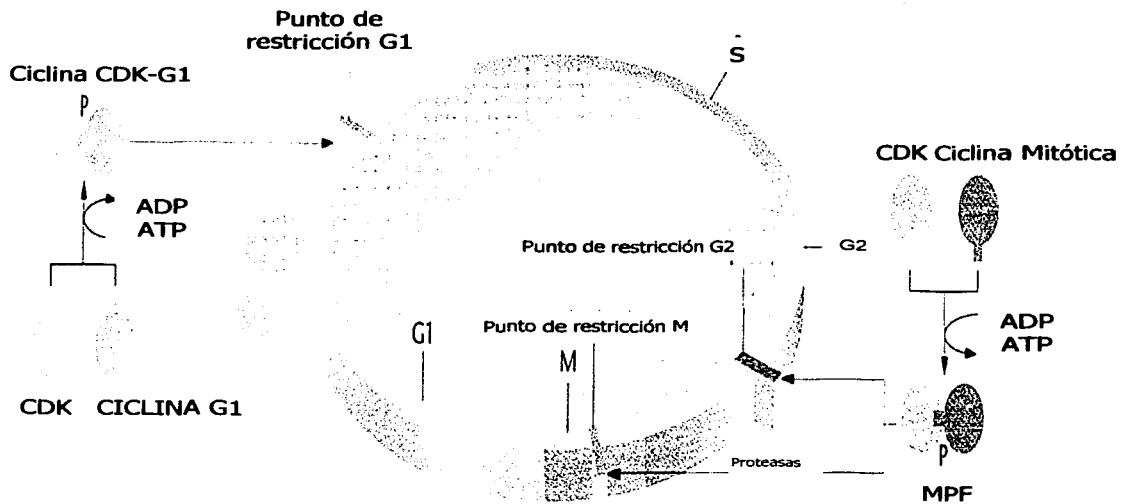 Punto de
restricción G1
S
Ciclina CDK-G1
P
ADP
ATP
CDK Ciclina Mitótica
Punto de restricción G2
G2
G1
Punto de restricción M
M
ADP
ATP
CDK CICLINA G1
Proteasas
P
MPF